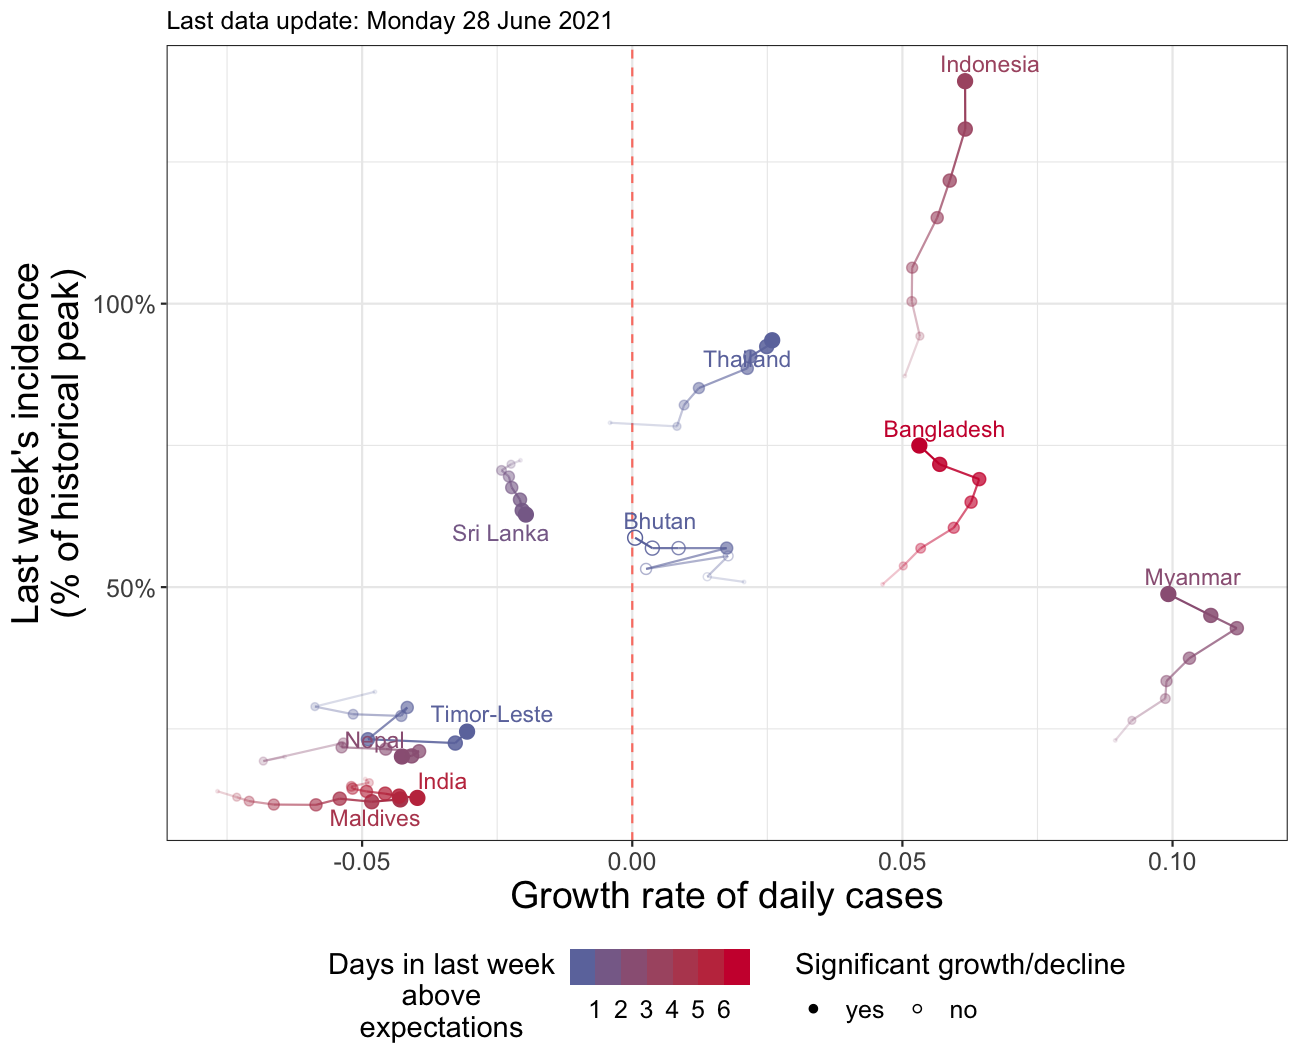 Last data update: Monday 28 June 2021
Last week's incidence
(% of historical peak)
100%
50%
Indonesia
Thailand
Bangladesh
Bhutan
Sri Lanka
Myanmar
Timor-Leste
Nepal
India
Maldives
-0.05
0.00
0.05
0.10
Growth rate of daily cases
Days in last week
above
expectations
1 2 3 4 5 6
Significant growth/decline
yes
no